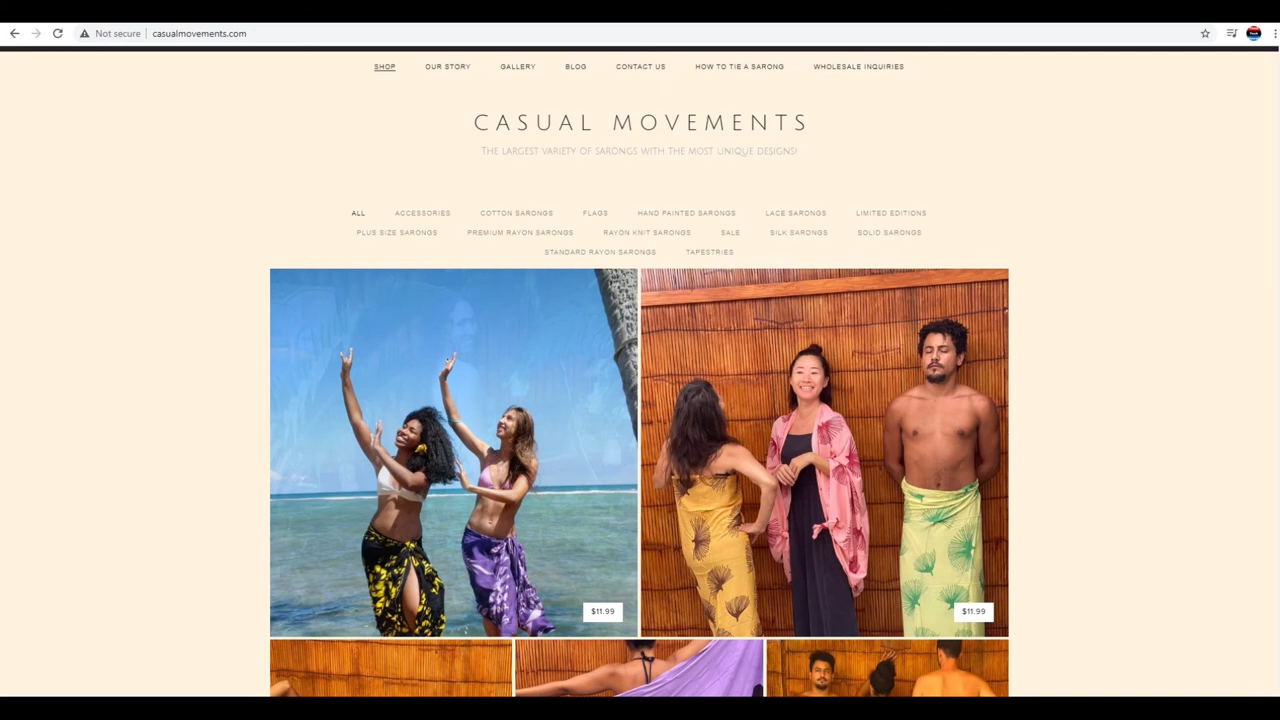 Not secure casualmovements.com
SHOP OUR STORY GALLERY BLOG CONTACT US HOW TO TIE A SARONG WHOLESALE INQUIRIES
CASUAL MOVEMENTS
THE LARGEST VARIETY OF SARONGS WITH THE MOST UNIQUE DESIGNS!
ALL ACCESSORIES COTTON SARONGS FLAGS HAND PAINTED SARONGS LACE SARONGS LIMITED EDITIONS
PLUS SIZE SARONGS PREMIUM RAYON SARONGS RAYON KNIT SARONGS SALE SILK SARONGS SOLID SARONGS
STANDARD RAYON SARONGS TAPESTRIES
$11.99 $11.99